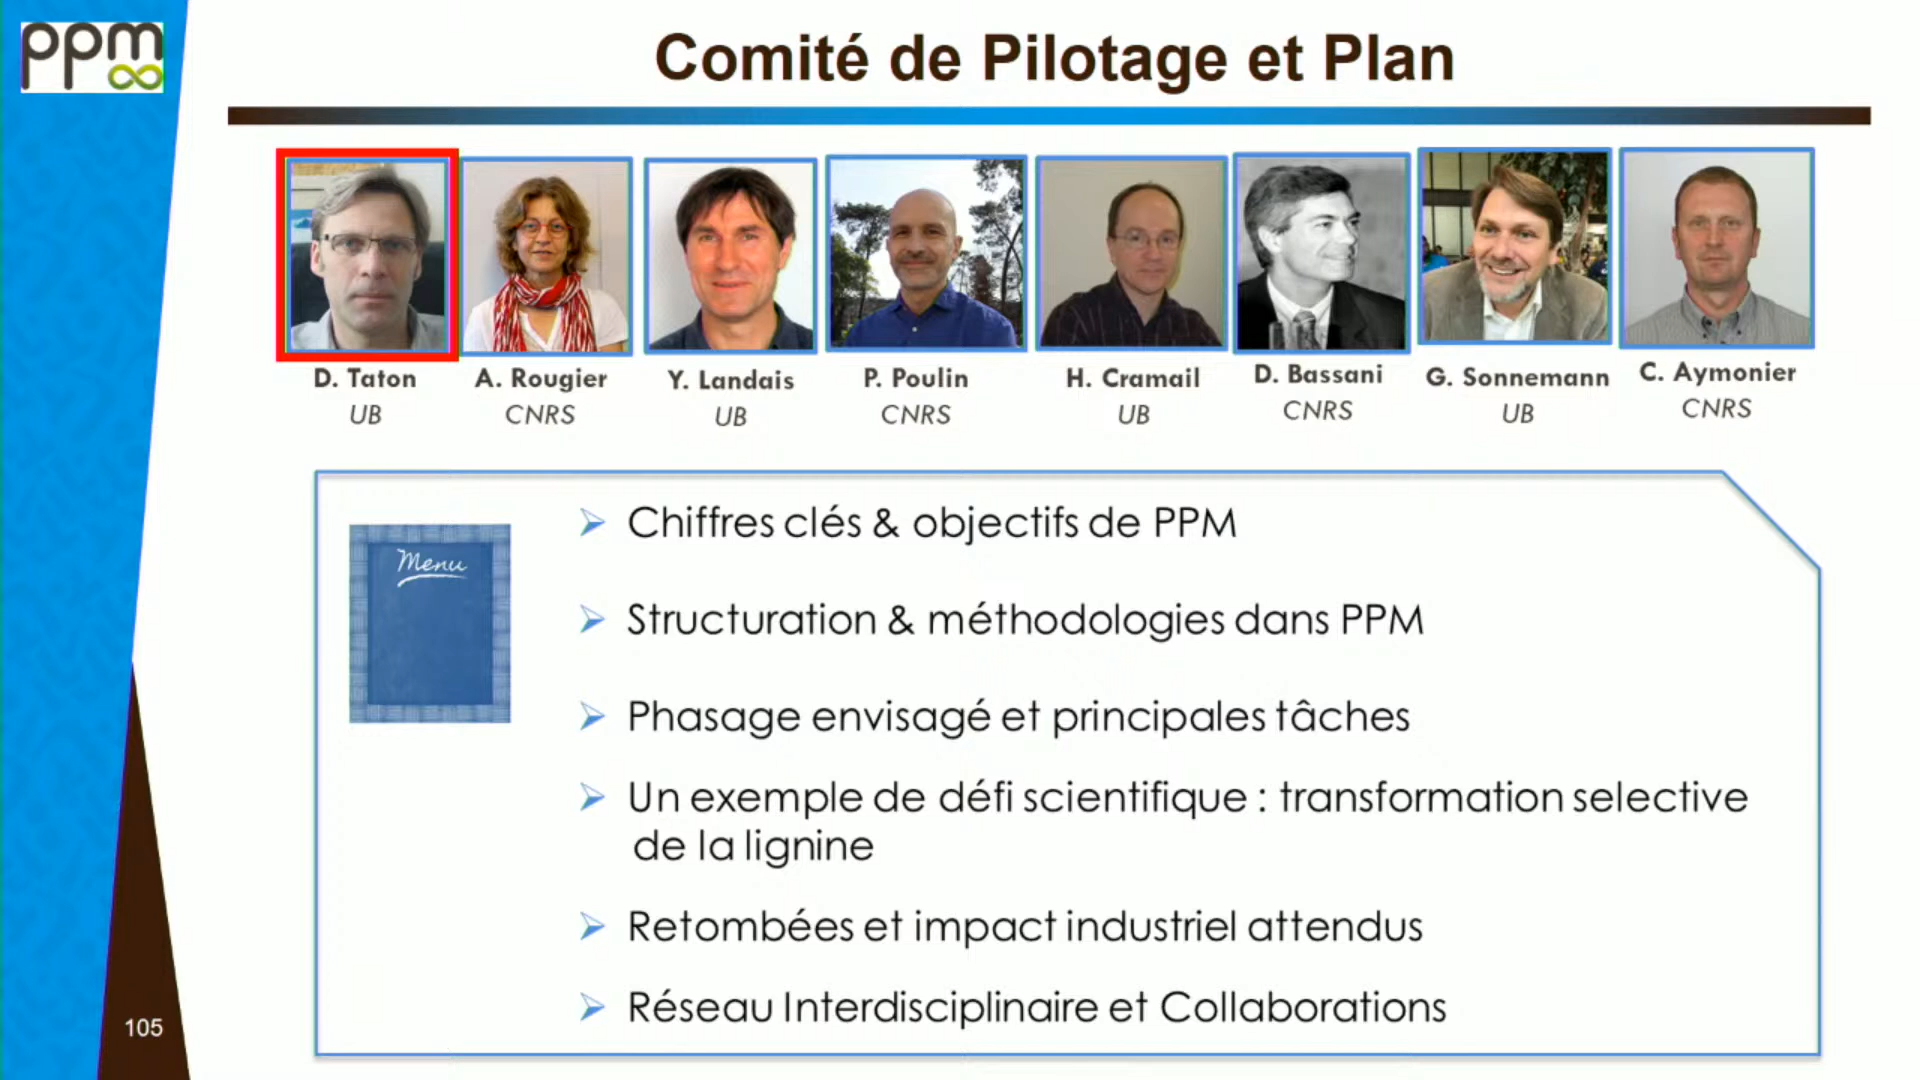 ppm
Comité de Pilotage et Plan
D. Taton
UB
A. Rougier
CNRS
Y. Landais
UB
P. Poulin
CNRS
H. Cramail
UB
D. Bassani
CNRS
G. Sonnemann
UB
C. Aymonier
CNRS
Menu
Chiffres clés & objectifs de PPM
Structuration & méthodologies dans PPM
Phasage envisagé et principales tâches
Un exemple de défi scientifique : transformation selective
de la lignine
Retombées et impact industriel attendus
Réseau Interdisciplinaire et Collaborations
105